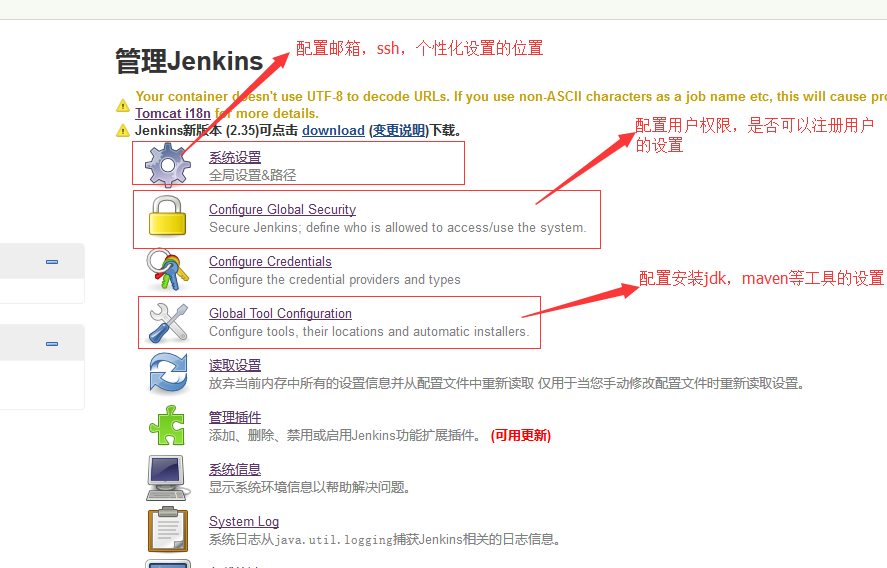 配置邮箱，ssh，个性化设置的位置
管理Jenkins
Your container doesn't use UTF-8 to decode URLs. If you use non-ASCII characters as a job name etc, this will cause pro
Tomcat i18n for more details.
Jenkins新版本 (2.35)可点击 download (变更说明)下载。
配置用户权限，是否可以注册用户
的设置
系统设置
全局设置&路径
Configure Global Security
Secure Jenkins; define who is allowed to access/use the system.
Configure Credentials
Configure the credential providers and types
配置安装jdk，maven等工具的设置
Global Tool Configuration
Configure tools, their locations and automatic installers.
读取设置
放弃当前内存中所有的设置信息并从配置文件中重新读取 仅用于当您手动修改配置文件时重新读取设置。
管理插件
添加、删除、禁用或启用Jenkins功能扩展插件。 (可用更新)
系统信息
显示系统环境信息以帮助解决问题。
System Log
系统日志从java.util.logging捕获Jenkins相关的日志信息。